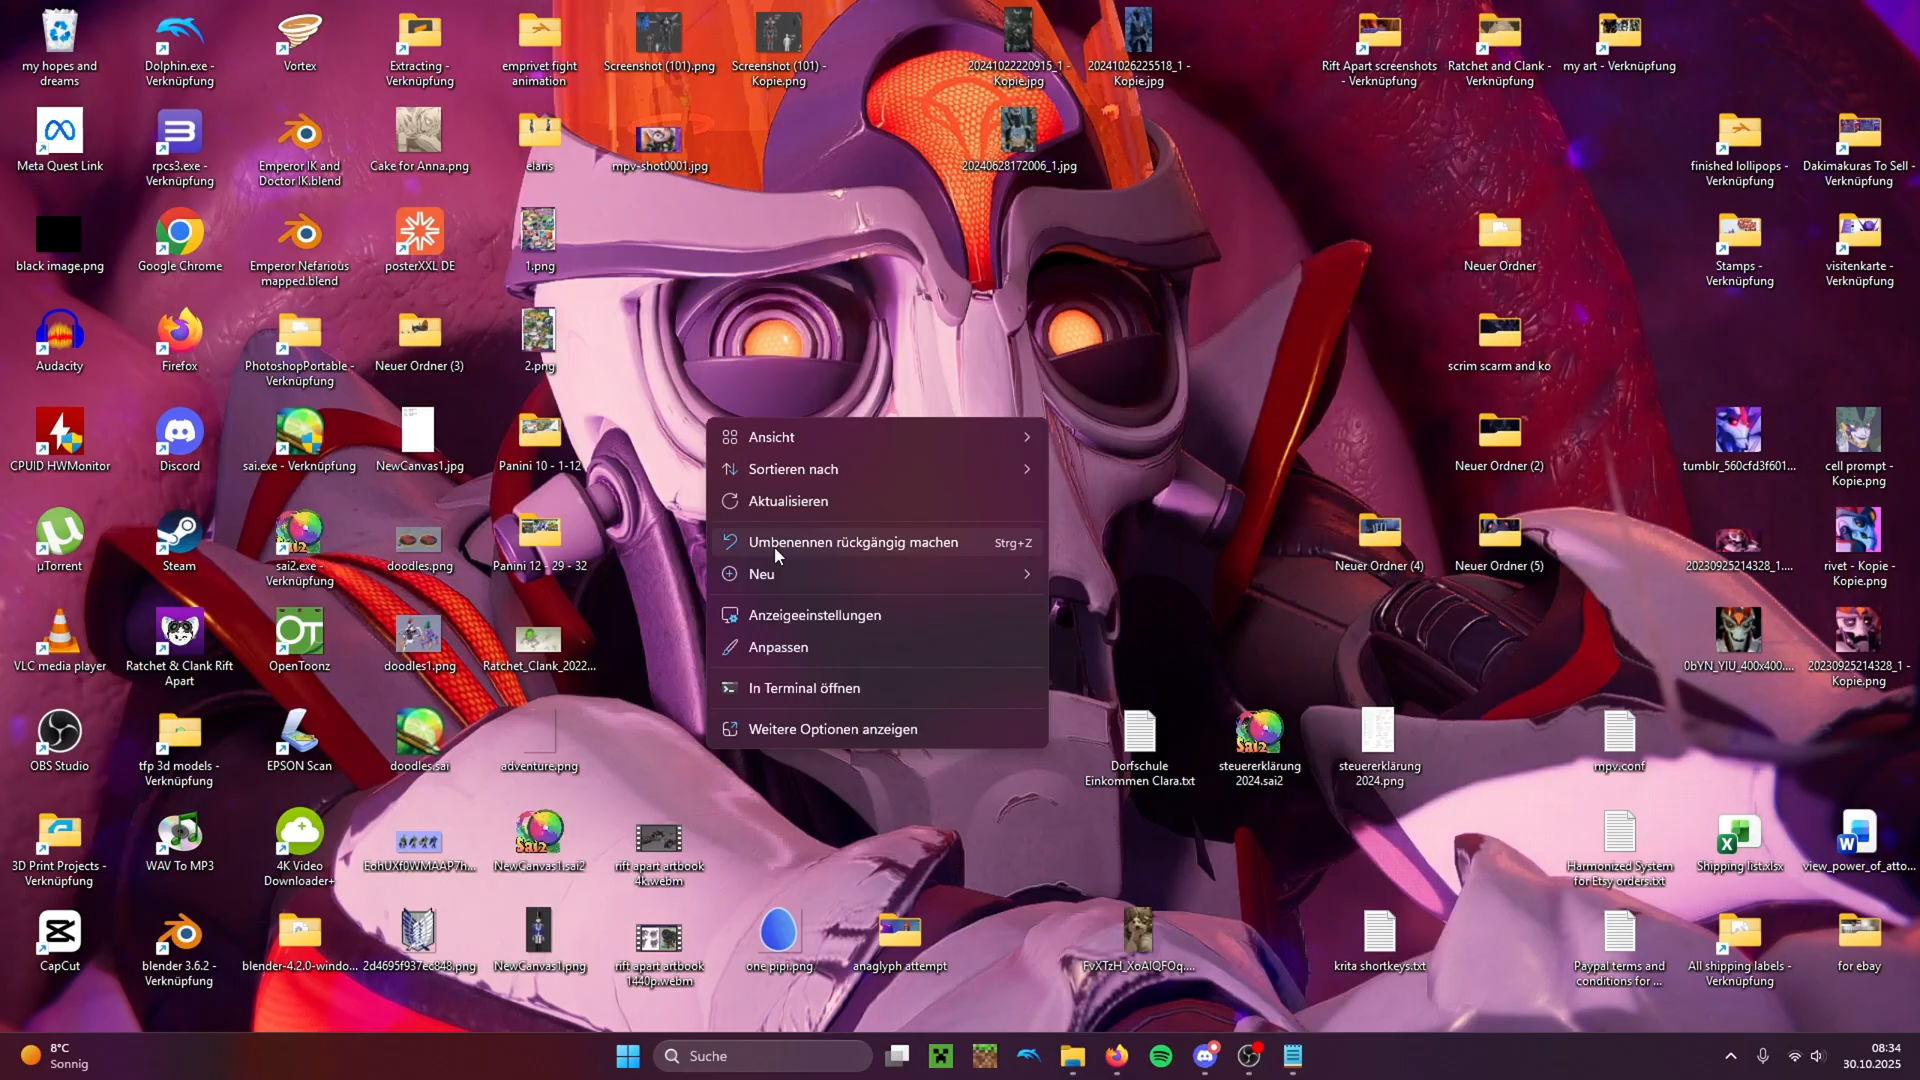 my hopes and
dreams
Dolphin.exe -
Verknüpfung
Vortex
Extracting -
Verknüpfung
emprivet fight
animation
Screenshot (101).png
Screenshot (101) -
Kopie.png
20241022220915_1 -
Kopie.jpg
20241026225518_1 -
Kopie.jpg
Rift Apart screenshots
- Verknüpfung
Ratchet and Clank -
Verknüpfung
my art - Verknüpfung
Meta Quest Link
rpcs3.exe -
Verknüpfung
Emperor IK and
Doctor IK.blend
Cake for Anna.png
elaris
mpv-shot0001.jpg
20240628172006_1.jpg
finished lollipops -
Verknüpfung
Dakimakuras To Sell -
Verknüpfung
black image.png
Google Chrome
Emperor Nefarious
mapped.blend
posterXXL DE
1.png
Neuer Ordner
Stamps -
Verknüpfung
visitenkarte -
Verknüpfung
Audacity
Firefox
PhotoshopPortable -
Verknüpfung
Neuer Ordner (3)
2.png
scrim scarm and ko
CPUID HWMonitor
Discord
sai.exe - Verknüpfung
NewCanvas1.jpg
Panini 10 - 1-12
Neuer Ordner (2)
tumblr_560cfd3f601...
cell prompt -
Kopie.png
µTorrent
Steam
sai2.exe -
Verknüpfung
doodles.png
Panini 12 - 29 - 32
Neuer Ordner (4)
Neuer Ordner (5)
20230925214328_1....
rivet - Kopie -
Kopie.png
VLC media player
Ratchet & Clank Rift
Apart
OpenToonz
doodles1.png
Ratchet_Clank_2022...
0bYN_YIU_400x400....
20230925214328_1 -
Kopie.png
OBS Studio
tfp 3d models -
Verknüpfung
EPSON Scan
doodles.sai
adventure.png
Dorfschule
Einkommen Clara.txt
steuererklärung
2024.sai2
steuererklärung
2024.png
mpv.conf
3D Print Projects -
Verknüpfung
WAV To MP3
4K Video
Downloader+
EohUXf0WMAAP7h...
NewCanvas1.sai2
rift apart artbook
4k.webm
Harmonized System
for Etsy orders.txt
Shipping list.xlsx
view_power_of_atto...
CapCut
blender 3.6.2 -
Verknüpfung
blender-4.2.0-windo...
2d4695f937ec848.png
NewCanvas1.png
rift apart artbook
1440p.webm
one pipi.png
anaglyph attempt
FvXTzH_XoAIQFOq....
krita shortkeys.txt
Paypal terms and
conditions for ...
All shipping labels -
Verknüpfung
for ebay
Ansicht
Sortieren nach
Aktualisieren
Umbenennen rückgängig machen Strg+Z
Neu
Anzeigeeinstellungen
Anpassen
In Terminal öffnen
Weitere Optionen anzeigen
8°C
Sonnig
Suche
08:34
30.10.2025